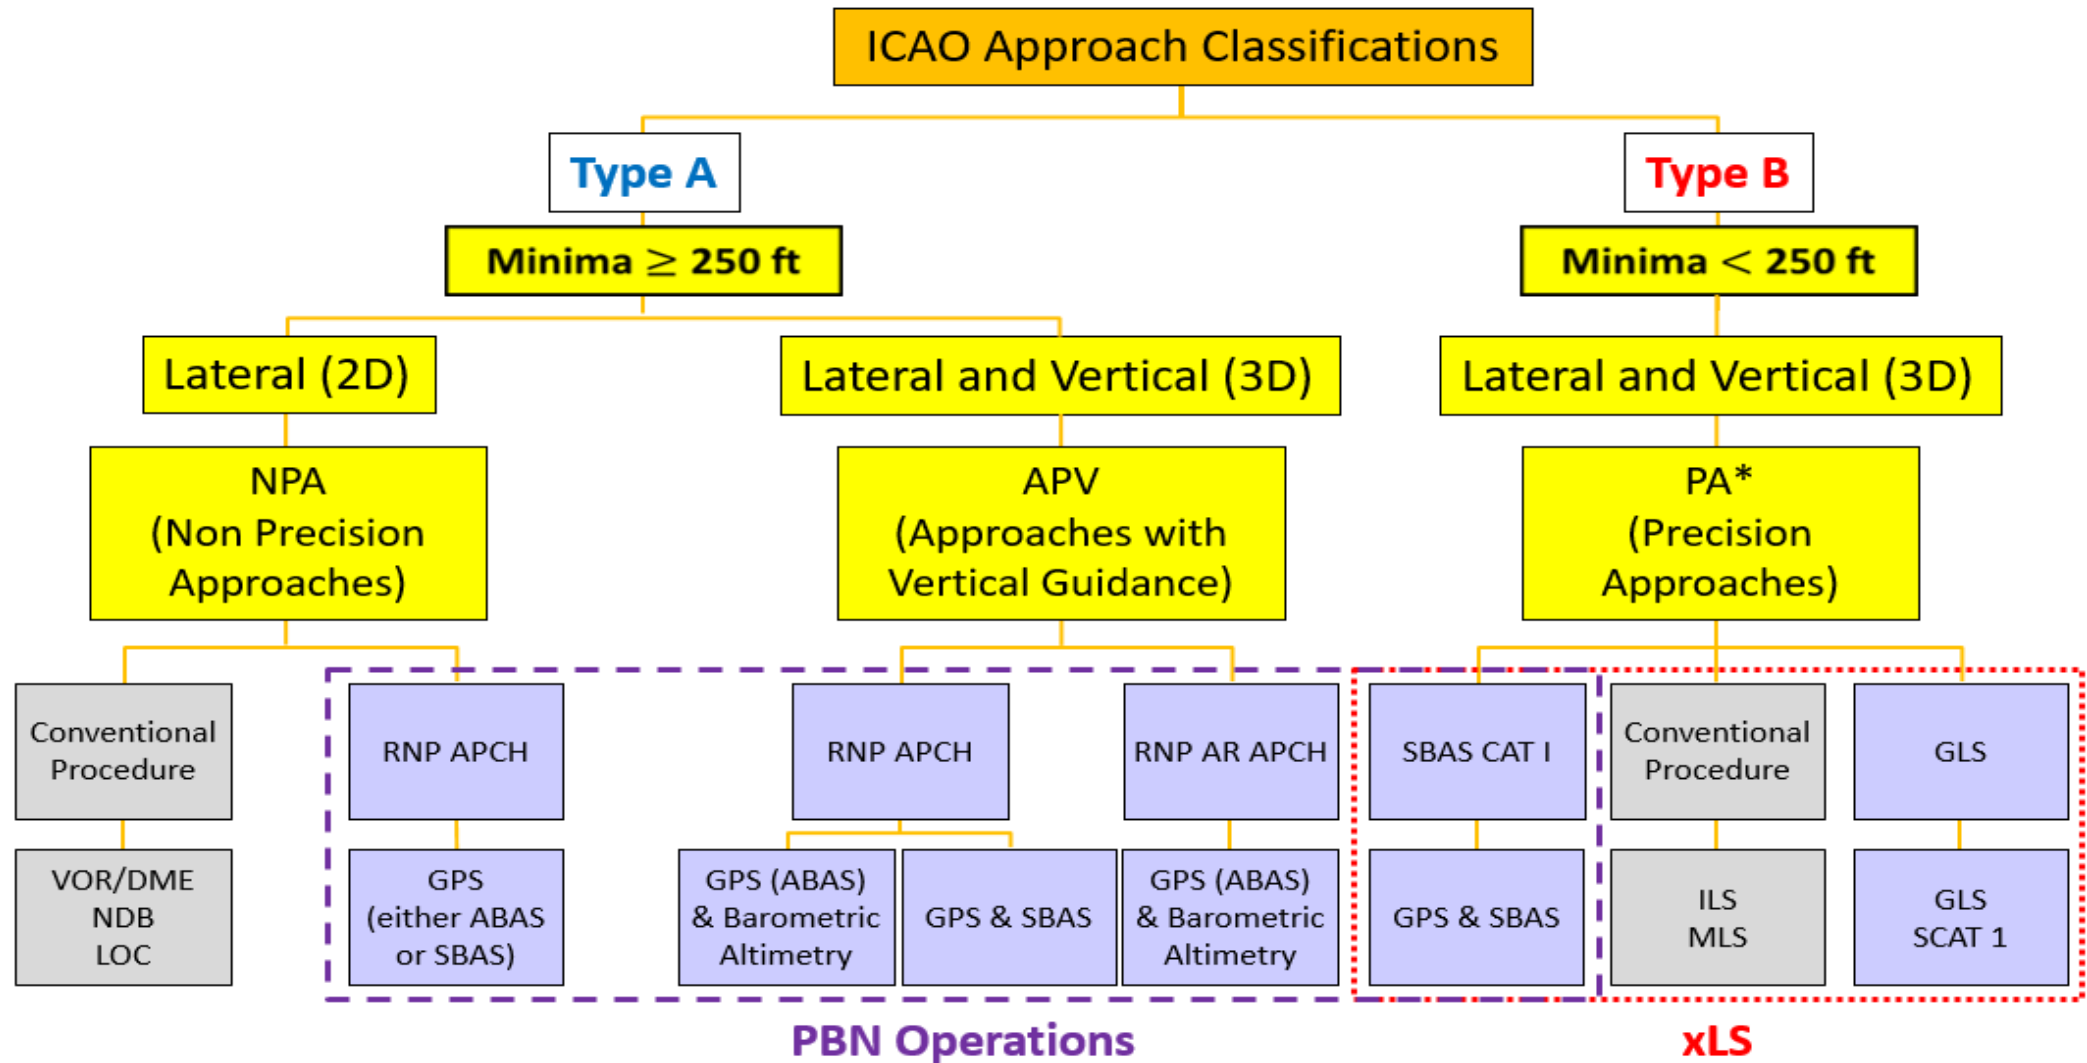 ICAO Approach Classifications
Type A
Type B
Minima ≥ 250 ft
Minima < 250 ft
Lateral (2D)
Lateral and Vertical (3D)
Lateral and Vertical (3D)
NPA
(Non Precision
Approaches)
APV
(Approaches with
Vertical Guidance)
PA*
(Precision
Approaches)
Conventional
Procedure
RNP APCH
RNP APCH
RNP AR APCH
SBAS CAT I
Conventional
Procedure
GLS
VOR/DME
NDB
LOC
GPS
(either ABAS
or SBAS)
GPS (ABAS)
& Barometric
Altimetry
GPS & SBAS
GPS (ABAS)
& Barometric
Altimetry
GPS & SBAS
ILS
MLS
GLS
SCAT 1
PBN Operations
xLS